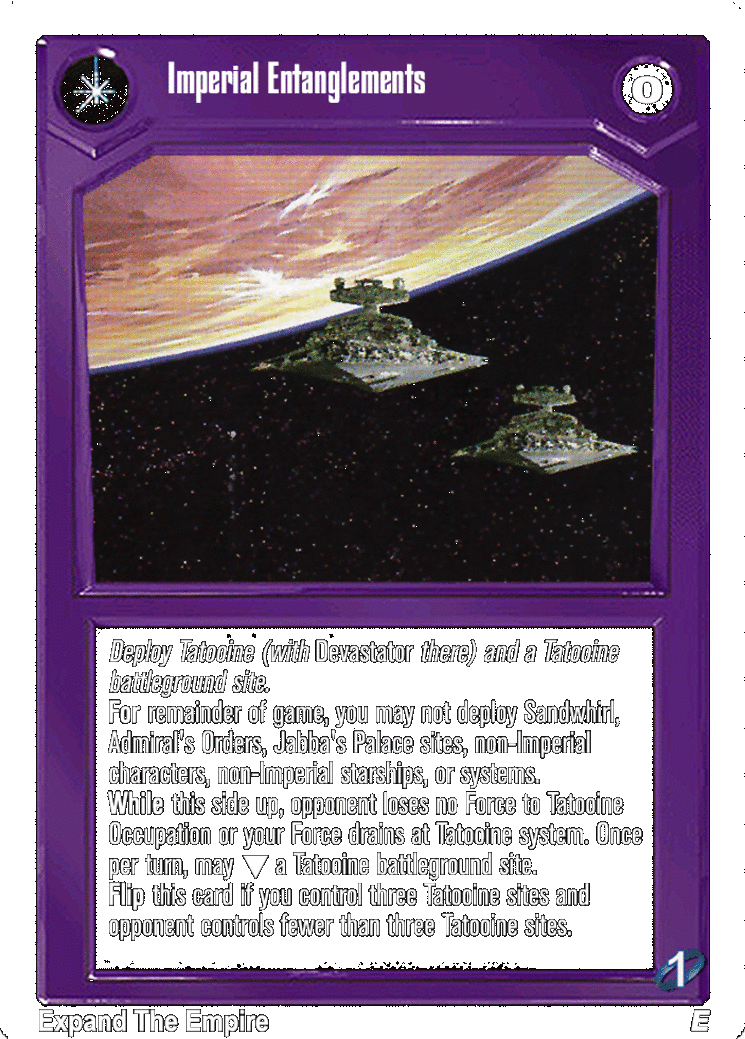 Imperial Entanglements
0
Deploy Tatooine (with Devastator there) and a Tatooine
battleground site.
For remainder of game, you may not deploy Sandwhirl,
Admiral's Orders, Jabba's Palace sites, non-Imperial
characters, non-Imperial starships, or systems.
While this side up, opponent loses no Force to Tatooine
Occupation or your Force drains at Tatooine system. Once
per turn, may ▽ a Tatooine battleground site.
Flip this card if you control three Tatooine sites and
opponent controls fewer than three Tatooine sites.
1
Expand The Empire E